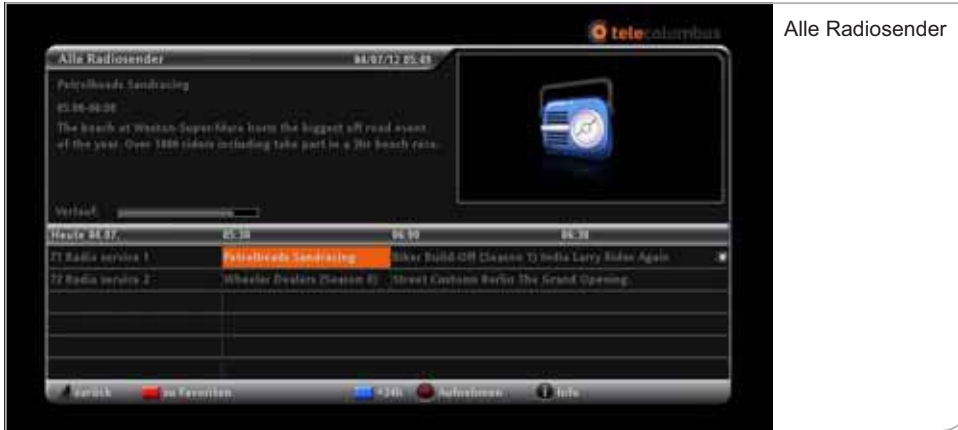 telecolumbus
Alle Radiosender
Alle Radiosender 04/07/12 05:49
Petrolheads Sandracing
05:00-06:00
The beach at Weston-Super-Mare hosts the biggest off road event
of the year. Over 1000 riders including take part in a 3hr beach race.
Verlauf:
Heute 04.07. 05:30 06:00 06:30
71 Radio service 1 Petrolheads Sandracing Biker Build-Off (Season 1) India Larry Rides Again
72 Radio service 2 Wheeler Dealers (Season 8) Street Customs Berlin The Grand Opening.
zurück zu Favoriten +24h Aufnehmen Info